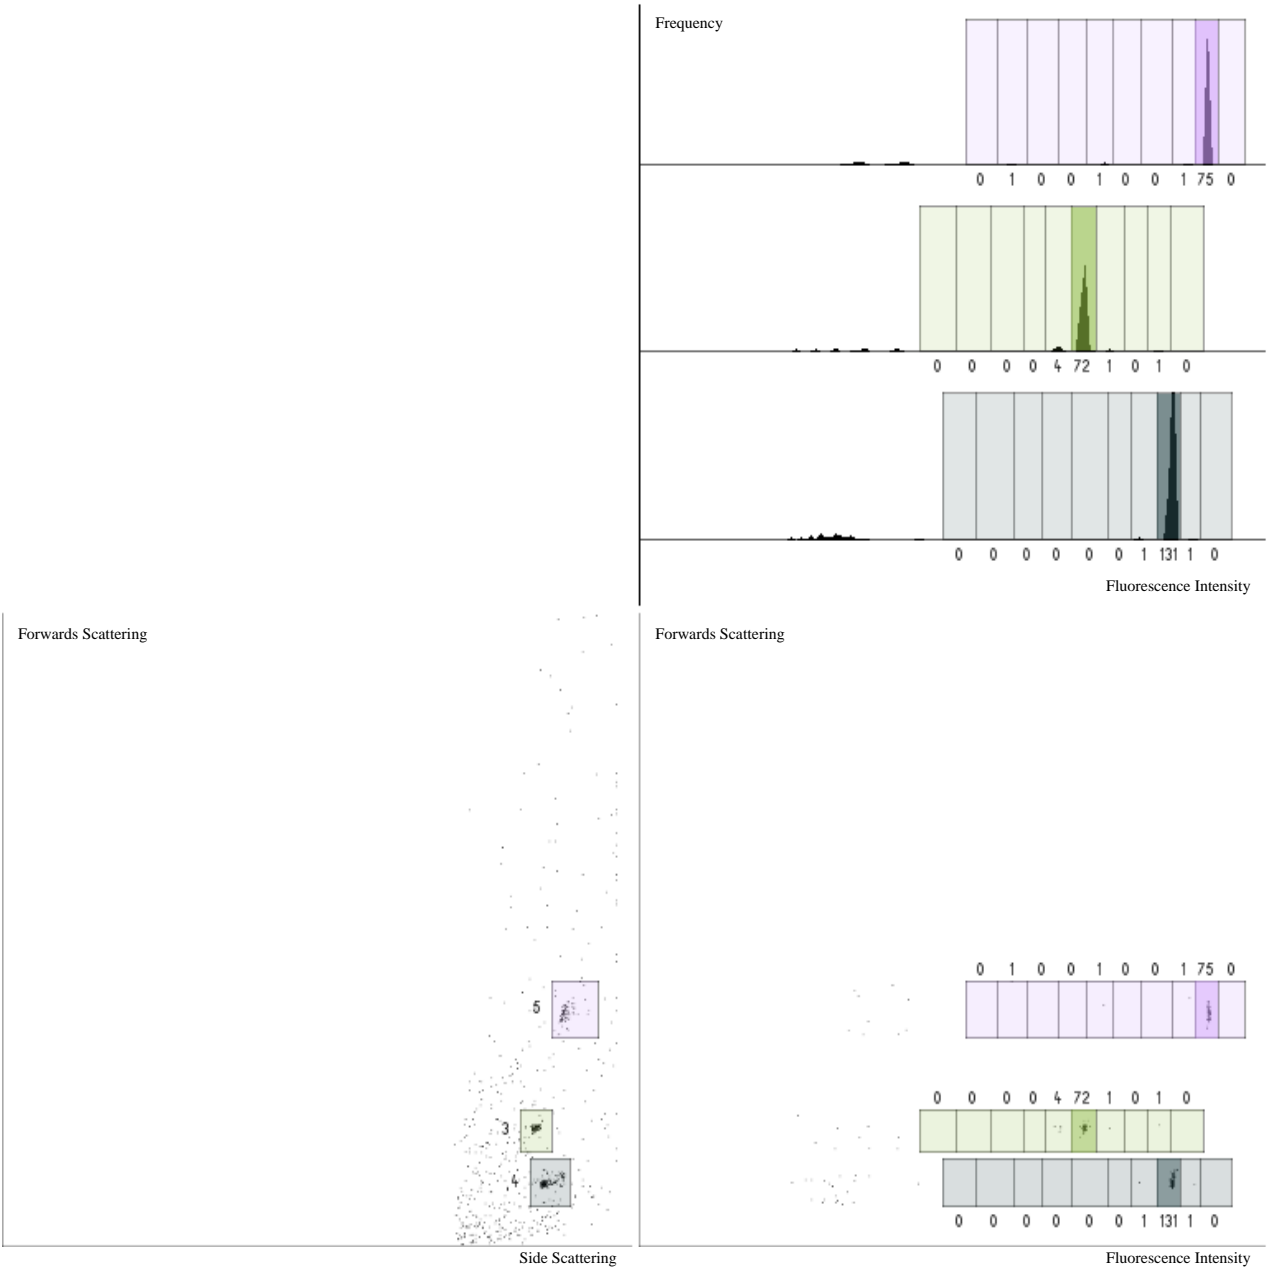 Frequency
0 1 0 0 1 0 0 1 75 0
0 0 0 0 4 72 1 0 1 0
0 0 0 0 0 0 1 131 1 0
Fluorescence Intensity
Forwards Scattering
5
3
4
Side Scattering
Forwards Scattering
0 1 0 0 1 0 0 1 75 0
0 0 0 0 4 72 1 0 1 0
0 0 0 0 0 0 1 131 1 0
Fluorescence Intensity